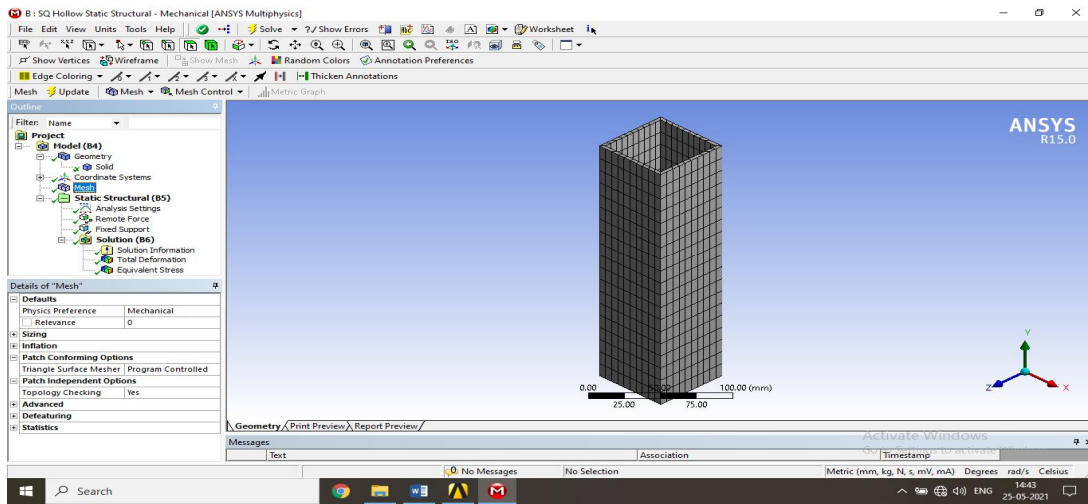 B : SQ Hollow Static Structural - Mechanical [ANSYS Multiphysics]
File Edit View Units Tools Help Solve ?/ Show Errors Worksheet
Show Vertices Wireframe Show Mesh Random Colors Annotation Preferences
Edge Coloring Thicken Annotations
Mesh Update Mesh Mesh Control Metric Graph
Outline
Filter: Name
Project
Model (B4)
Geometry
Solid
Coordinate Systems
Mesh
Static Structural (B5)
Analysis Settings
Remote Force
Fixed Support
Solution (B6)
Solution Information
Total Deformation
Equivalent Stress
Details of "Mesh"
Defaults
Physics Preference Mechanical
Relevance 0
Sizing
Inflation
Patch Conforming Options
Triangle Surface Mesher Program Controlled
Patch Independent Options
Topology Checking Yes
Advanced
Defeaturing
Statistics
ANSYS
R15.0
0.00 50.00 100.00 (mm)
25.00 75.00
Y
Z X
Geometry Print Preview Report Preview
Messages
Text Association Timestamp
Activate Windows
0 No Messages No Selection Metric (mm, kg, N, s, mV, mA) Degrees rad/s Celsius
Search ENG 14:43
25-05-2021